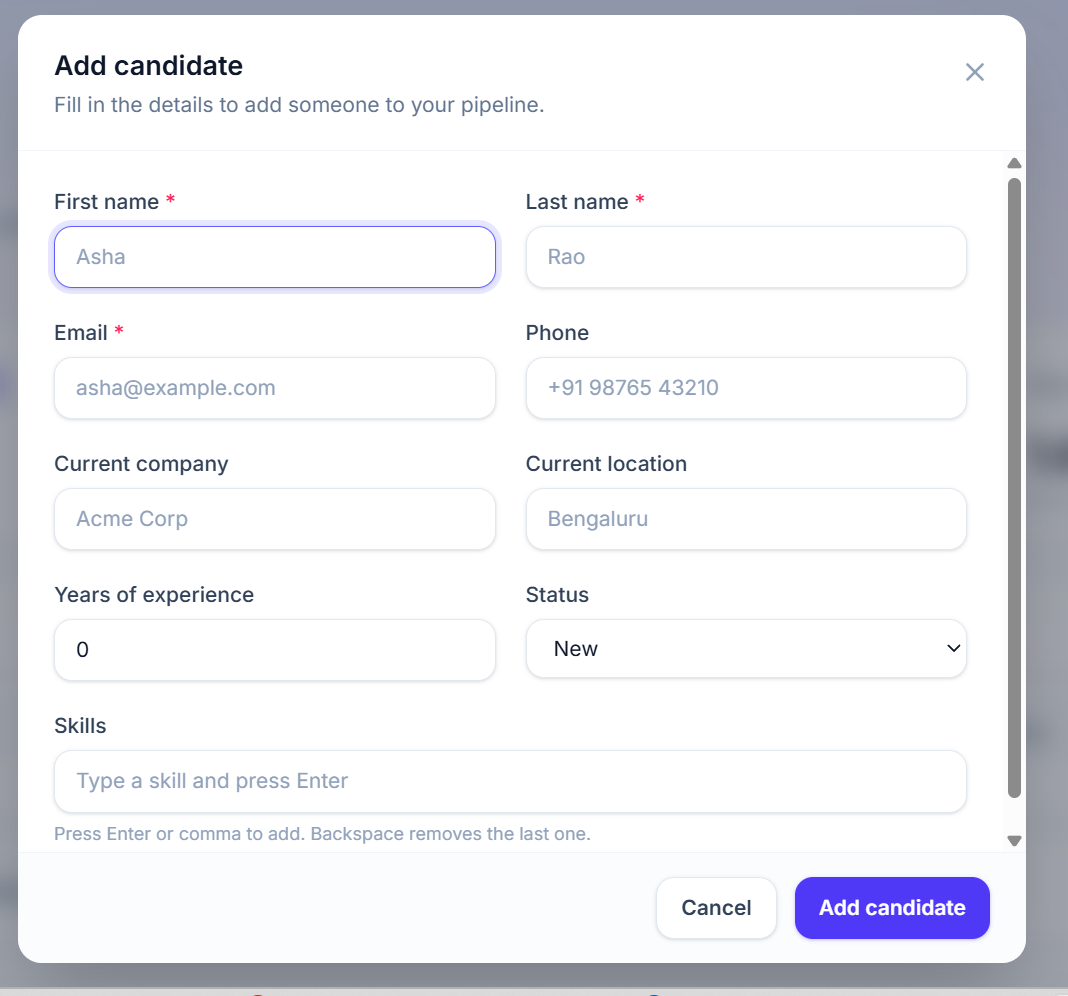 Add candidate
Fill in the details to add someone to your pipeline.
First name *
Last name *
Asha
Rao
Email *
Phone
asha@example.com
+91 98765 43210
Current company
Current location
Acme Corp
Bengaluru
Years of experience
Status
0
New
Skills
Type a skill and press Enter
Press Enter or comma to add. Backspace removes the last one.
Cancel
Add candidate